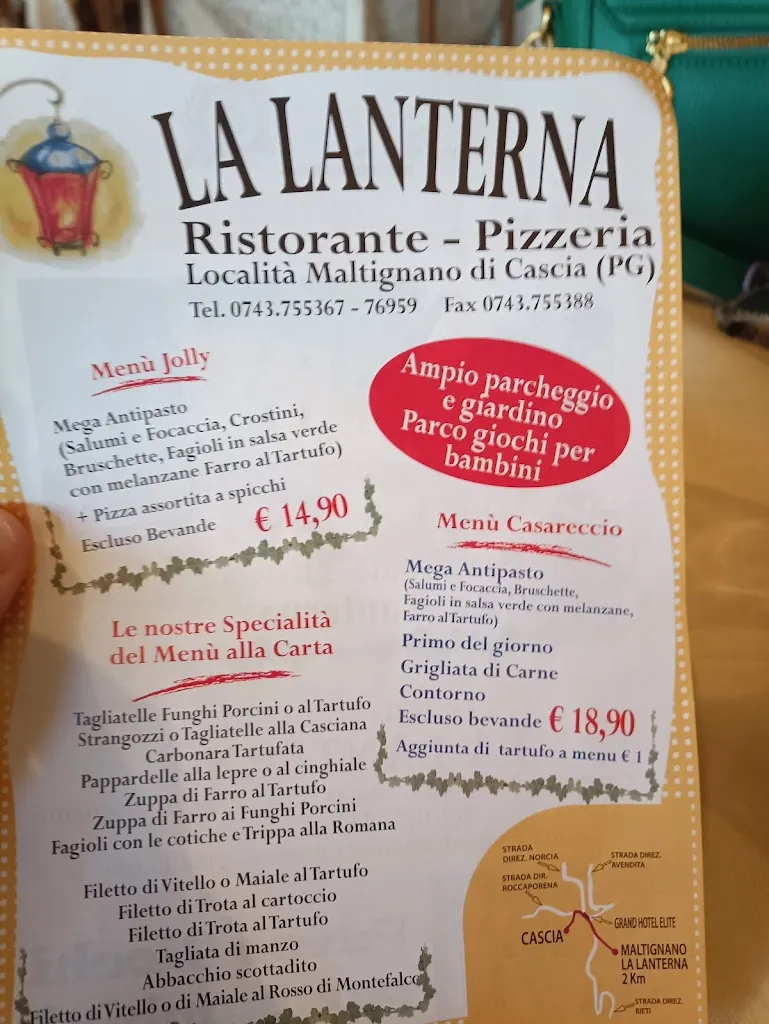 LA LANTERNA
Ristorante - Pizzeria
Località Maltignano di Cascia (PG)
Tel. 0743.755367 - 76959 Fax 0743.755388
Menù Jolly
Mega Antipasto
(Salumi e Focaccia, Crostini,
Bruschette, Fagioli in salsa verde
con melanzane Farro al Tartufo)
+ Pizza assortita a spicchi
Escluso Bevande € 14,90
Ampio parcheggio
e giardino
Parco giochi per
bambini
Menù Casareccio
Mega Antipasto
(Salumi e Focaccia, Bruschette,
Fagioli in salsa verde con melanzane,
Farro al Tartufo)
Primo del giorno
Grigliata di Carne
Contorno
Escluso bevande € 18,90
Aggiunta di tartufo a menu € 1
Le nostre Specialità
del Menù alla Carta
Tagliatelle Funghi Porcini o al Tartufo
Strangozzi o Tagliatelle alla Casciana
Carbonara Tartufata
Pappardelle alla lepre o al cinghiale
Zuppa di Farro al Tartufo
Zuppa di Farro ai Funghi Porcini
Fagioli con le cotiche e Trippa alla Romana
Filetto di Vitello o Maiale al Tartufo
Filetto di Trota al cartoccio
Filetto di Trota al Tartufo
Tagliata di manzo
Abbacchio scottadito
Filetto di Vitello o di Maiale al Rosso di Montefalco
STRADA
DIREZ. NORCIA
STRADA DIREZ.
AVENDITA
STRADA DIR.
ROCCAPORENA
GRAND HOTEL ELITE
CASCIA
MALTIGNANO
LA LANTERNA
2 Km
STRADA DIREZ.
RIETI